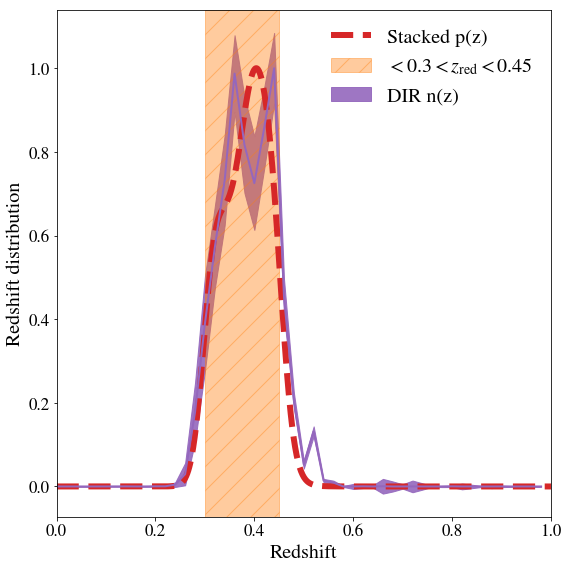 Stacked p(z)
< 0.3 < z_red < 0.45
DIR n(z)
1.0
0.8
0.6
0.4
0.2
0.0
Redshift distribution
0.0 0.2 0.4 0.6 0.8 1.0
Redshift